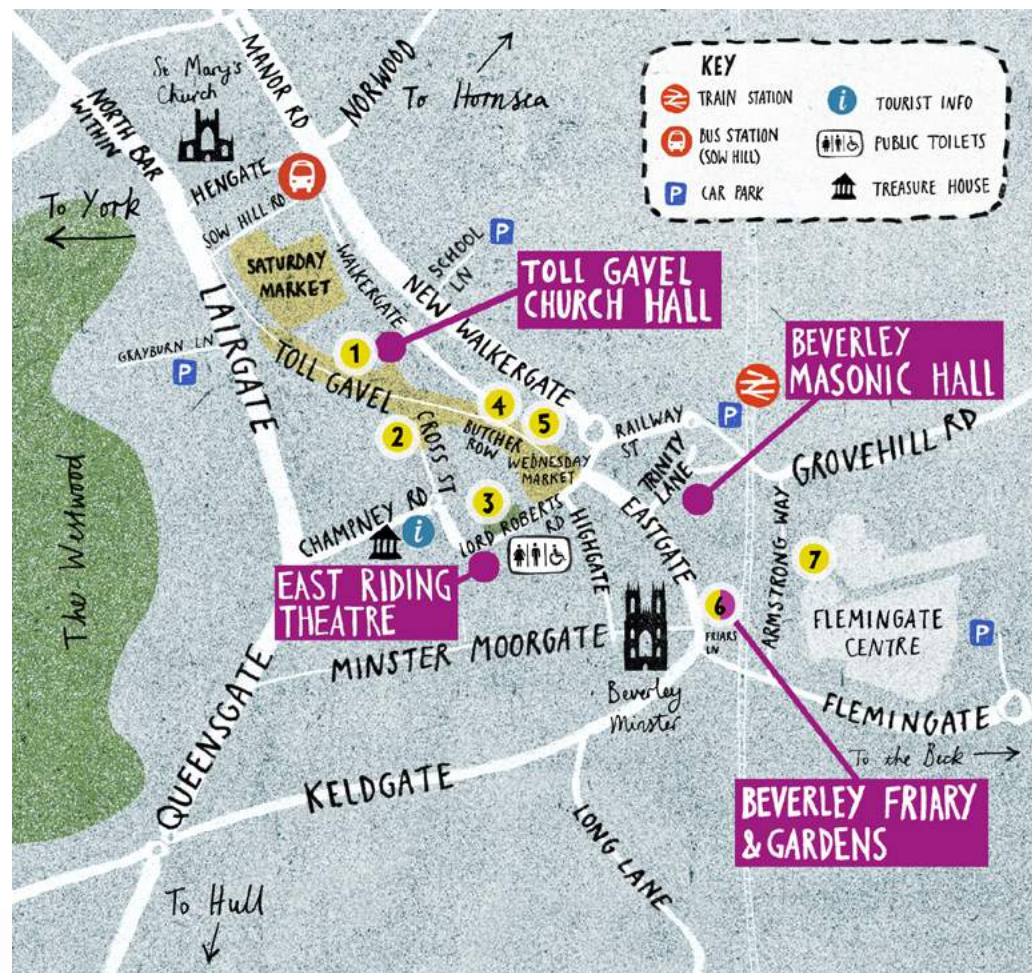 St Mary's
Church
MANOR RD
NORWOOD
To Hornsea
NORTH BAR
WITHIN
HENGATE
To York
SOW HILL RD
SATURDAY
MARKET
WALKERGATE
SCHOOL
LN
P
NEW WALKERGATE
KEY
TRAIN STATION
i
TOURIST INFO
BUS STATION
(SOW HILL)
PUBLIC TOILETS
P
CAR PARK
TREASURE HOUSE
TOLL GAVEL
CHURCH HALL
BEVERLEY
MASONIC HALL
LAIRGATE
GRAYBURN LN
P
TOLL GAVEL
1
2
CROSS ST
4
BUTCHER
ROW
5
WEDNESDAY
MARKET
RAILWAY
ST
P
TRINITY
LANE
GROVEHILL RD
The Westwood
CHAMPNEY RD
i
3
LORD ROBERTS
RD
HIGHGATE
EASTGATE
ARMSTRONG WAY
7
FLEMINGATE
CENTRE
P
EAST RIDING
THEATRE
6
FRIARS
LN
MINSTER MOORGATE
Beverley
Minster
FLEMINGATE
To the Beck
QUEENSGATE
KELDGATE
LONG LANE
BEVERLEY FRIARY
& GARDENS
To Hull